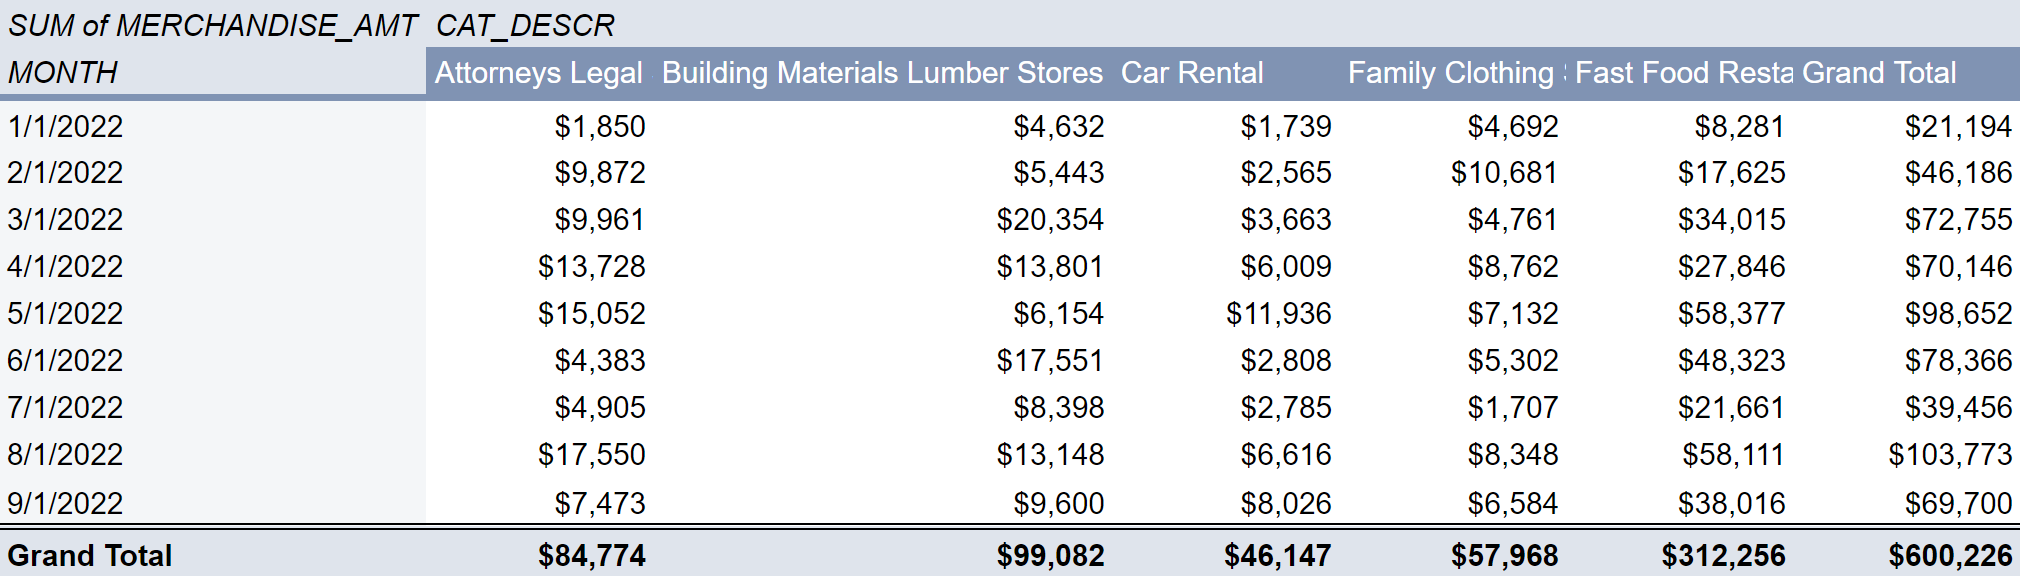 SUM of MERCHANDISE_AMT CAT_DESCR
MONTH Attorneys Legal Building Materials Lumber Stores Car Rental Family Clothing Fast Food Resta Grand Total
1/1/2022 $1,850 $4,632 $1,739 $4,692 $8,281 $21,194
2/1/2022 $9,872 $5,443 $2,565 $10,681 $17,625 $46,186
3/1/2022 $9,961 $20,354 $3,663 $4,761 $34,015 $72,755
4/1/2022 $13,728 $13,801 $6,009 $8,762 $27,846 $70,146
5/1/2022 $15,052 $6,154 $11,936 $7,132 $58,377 $98,652
6/1/2022 $4,383 $17,551 $2,808 $5,302 $48,323 $78,366
7/1/2022 $4,905 $8,398 $2,785 $1,707 $21,661 $39,456
8/1/2022 $17,550 $13,148 $6,616 $8,348 $58,111 $103,773
9/1/2022 $7,473 $9,600 $8,026 $6,584 $38,016 $69,700
Grand Total $84,774 $99,082 $46,147 $57,968 $312,256 $600,226